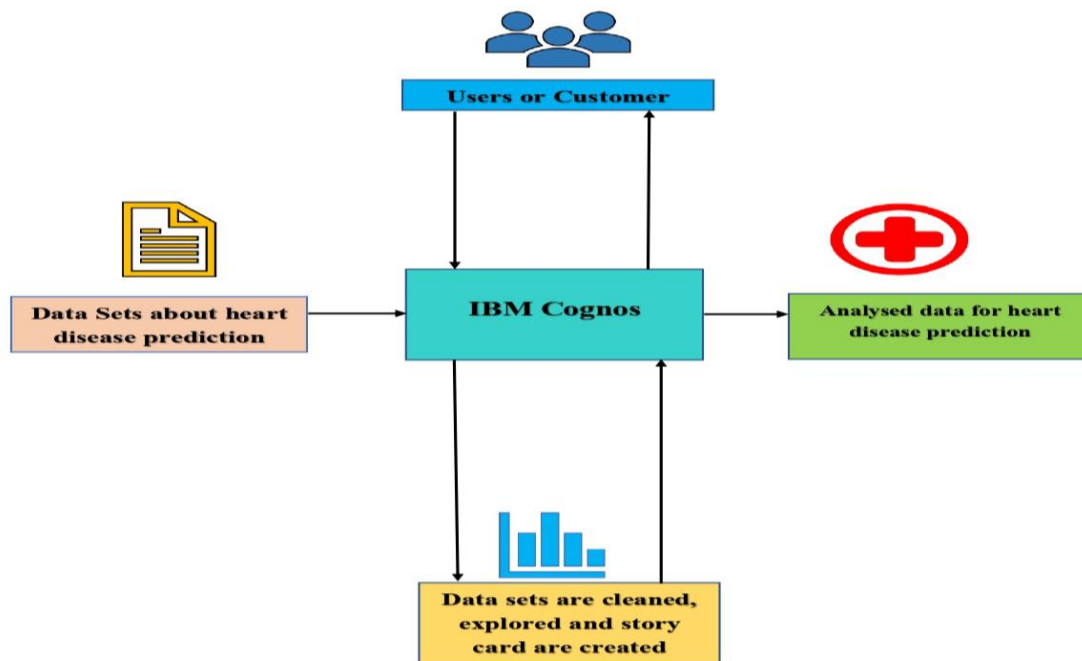 Users or Customer
Data Sets about heart
disease prediction
IBM Cognos
Analysed data for heart
disease prediction
Data sets are cleaned,
explored and story
card are created